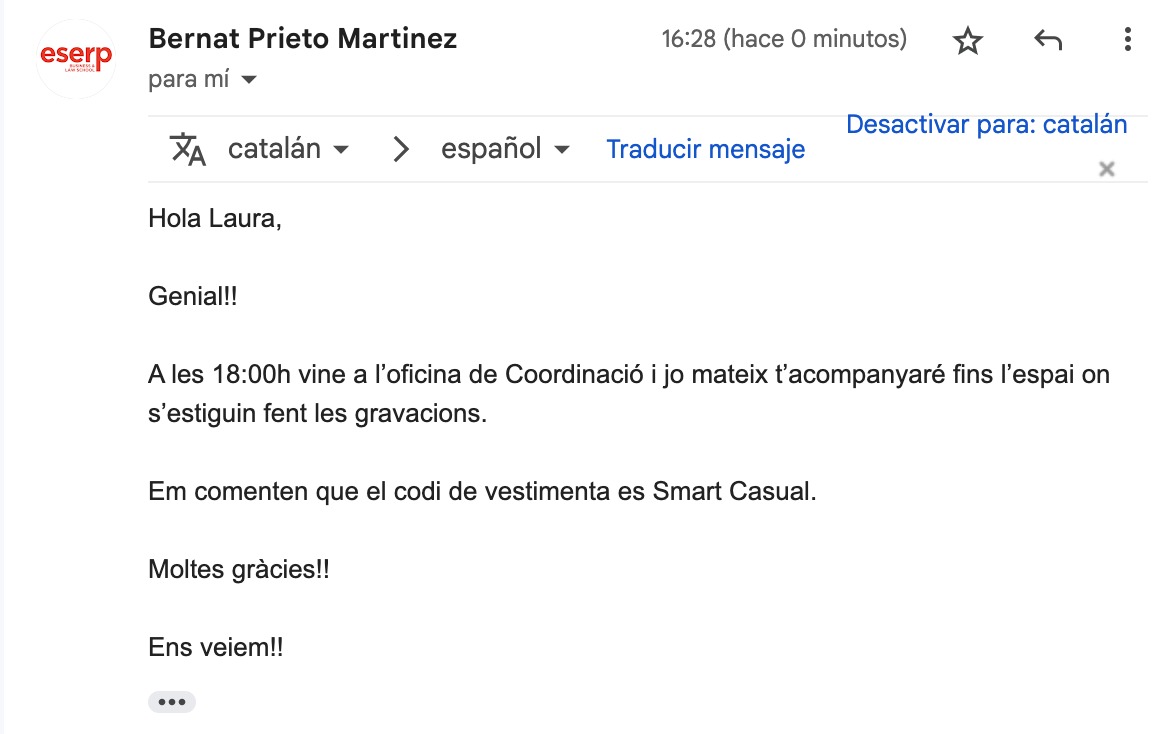 eserp
BUSINESS &
LAW SCHOOL
Bernat Prieto Martinez
16:28 (hace 0 minutos)
para mí
catalán
español
Traducir mensaje
Desactivar para: catalán
Hola Laura,
Genial!!
A les 18:00h vine a l’oficina de Coordinació i jo mateix t’acompanyaré fins l’espai on
s’estiguin fent les gravacions.
Em comenten que el codi de vestimenta es Smart Casual.
Moltes gràcies!!
Ens veiem!!